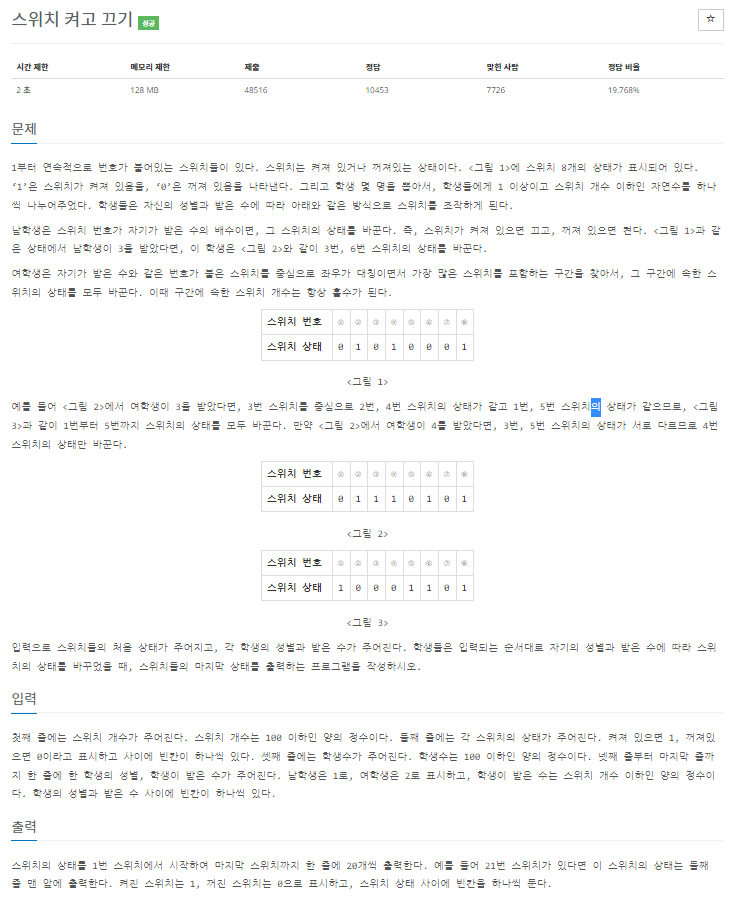 스위치 켜고 끄기 성공
☆
시간 제한 메모리 제한 제출 정답 맞힌 사람 정답 비율
2 초 128 MB 48516 10453 7726 19.768%
문제
1부터 연속적으로 번호가 붙어있는 스위치들이 있다. 스위치는 켜져 있거나 꺼져있는 상태이다. <그림 1>에 스위치 8개의 상태가 표시되어 있다.
‘1’은 스위치가 켜져 있음을, ‘0’은 꺼져 있음을 나타낸다. 그리고 학생 몇 명을 뽑아서, 학생들에게 1 이상이고 스위치 개수 이하인 자연수를 하나
씩 나누어주었다. 학생들은 자신의 성별과 받은 수에 따라 아래와 같은 방식으로 스위치를 조작하게 된다.
남학생은 스위치 번호가 자기가 받은 수의 배수이면, 그 스위치의 상태를 바꾼다. 즉, 스위치가 켜져 있으면 끄고, 꺼져 있으면 켠다. <그림 1>과 같
은 상태에서 남학생이 3을 받았다면, 이 학생은 <그림 2>와 같이 3번, 6번 스위치의 상태를 바꾼다.
여학생은 자기가 받은 수와 같은 번호가 붙은 스위치를 중심으로 좌우가 대칭이면서 가장 많은 스위치를 포함하는 구간을 찾아서, 그 구간에 속한 스
위치의 상태를 모두 바꾼다. 이때 구간에 속한 스위치 개수는 항상 홀수가 된다.
스위치 번호 ① ② ③ ④ ⑤ ⑥ ⑦ ⑧
스위치 상태 0 1 0 1 0 0 0 1
<그림 1>
예를 들어 <그림 2>에서 여학생이 3을 받았다면, 3번 스위치를 중심으로 2번, 4번 스위치의 상태가 같고 1번, 5번 스위치의 상태가 같으므로, <그림
3>과 같이 1번부터 5번까지 스위치의 상태를 모두 바꾼다. 만약 <그림 2>에서 여학생이 4를 받았다면, 3번, 5번 스위치의 상태가 서로 다르므로 4번
스위치의 상태만 바꾼다.
스위치 번호 ① ② ③ ④ ⑤ ⑥ ⑦ ⑧
스위치 상태 0 1 1 1 0 1 0 1
<그림 2>
스위치 번호 ① ② ③ ④ ⑤ ⑥ ⑦ ⑧
스위치 상태 1 0 0 0 1 1 0 1
<그림 3>
입력으로 스위치들의 처음 상태가 주어지고, 각 학생의 성별과 받은 수가 주어진다. 학생들은 입력되는 순서대로 자기의 성별과 받은 수에 따라 스위
치의 상태를 바꾸었을 때, 스위치들의 마지막 상태를 출력하는 프로그램을 작성하시오.
입력
첫째 줄에는 스위치 개수가 주어진다. 스위치 개수는 100 이하인 양의 정수이다. 둘째 줄에는 각 스위치의 상태가 주어진다. 켜져 있으면 1, 꺼져있
으면 0이라고 표시하고 사이에 빈칸이 하나씩 있다. 셋째 줄에는 학생수가 주어진다. 학생수는 100 이하인 양의 정수이다. 넷째 줄부터 마지막 줄까
지 한 줄에 한 학생의 성별, 학생이 받은 수가 주어진다. 남학생은 1로, 여학생은 2로 표시하고, 학생이 받은 수는 스위치 개수 이하인 양의 정수이
다. 학생의 성별과 받은 수 사이에 빈칸이 하나씩 있다.
출력
스위치의 상태를 1번 스위치에서 시작하여 마지막 스위치까지 한 줄에 20개씩 출력한다. 예를 들어 21번 스위치가 있다면 이 스위치의 상태는 둘째
줄 맨 앞에 출력한다. 켜진 스위치는 1, 꺼진 스위치는 0으로 표시하고, 스위치 상태 사이에 빈칸을 하나씩 둔다.